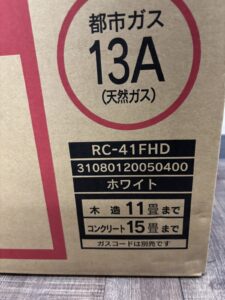 都市ガス
13A
(天然ガス)
RC-41FHD
31080120050400
ホワイト
木造 11畳まで
コンクリート 15畳まで
ガスコードは別売です